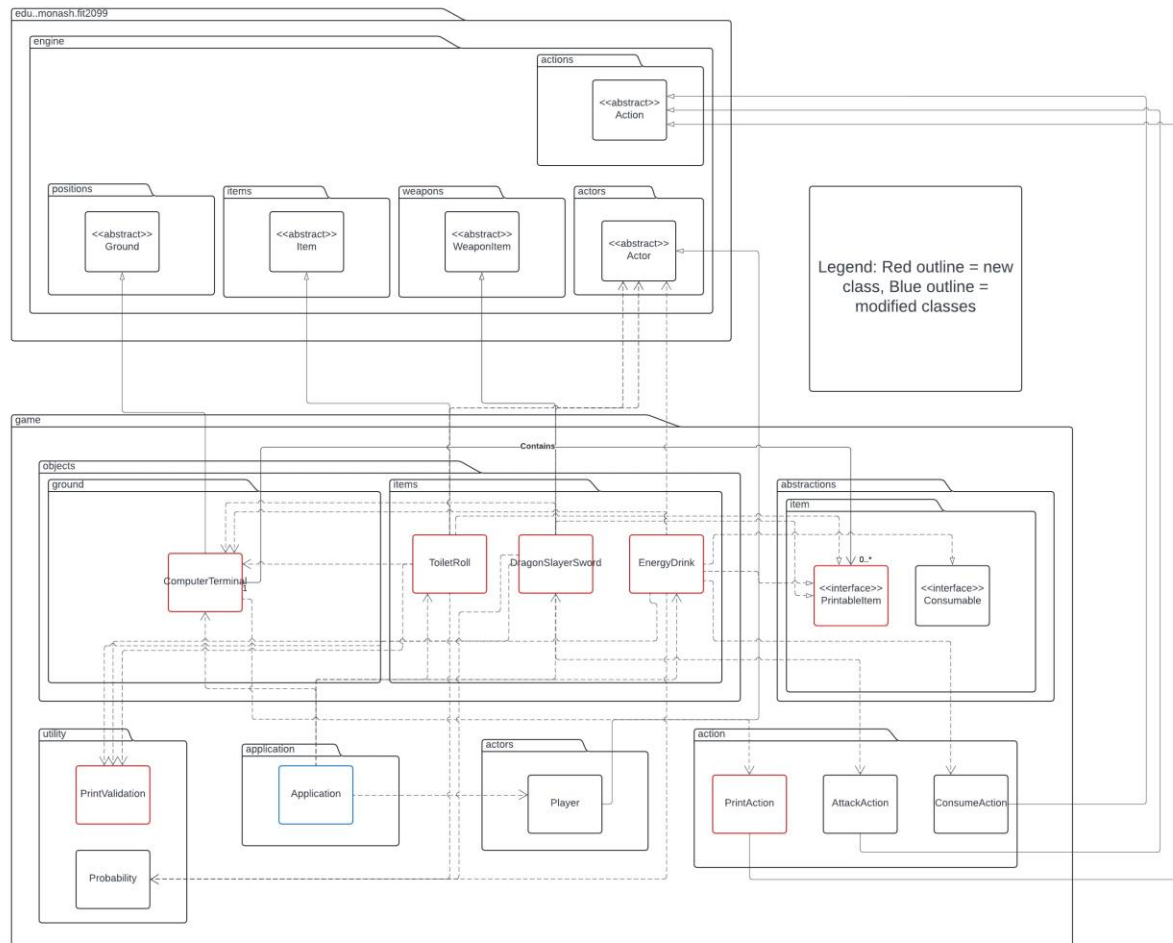 edu..monash.fit2099
engine
actions
<<abstract>>
Action
positions
items
weapons
actors
<<abstract>>
Ground
<<abstract>>
Item
<<abstract>>
WeaponItem
<<abstract>>
Actor
Legend: Red outline = new
class, Blue outline =
modified classes
game
Contains
objects
ground
items
abstractions
item
ComputerTerminal
1
ToiletRoll
DragonSlayerSword
EnergyDrink
0..*
<<interface>>
PrintableItem
<<interface>>
Consumable
utility
application
actors
action
PrintValidation
Application
Player
PrintAction
AttackAction
ConsumeAction
Probability